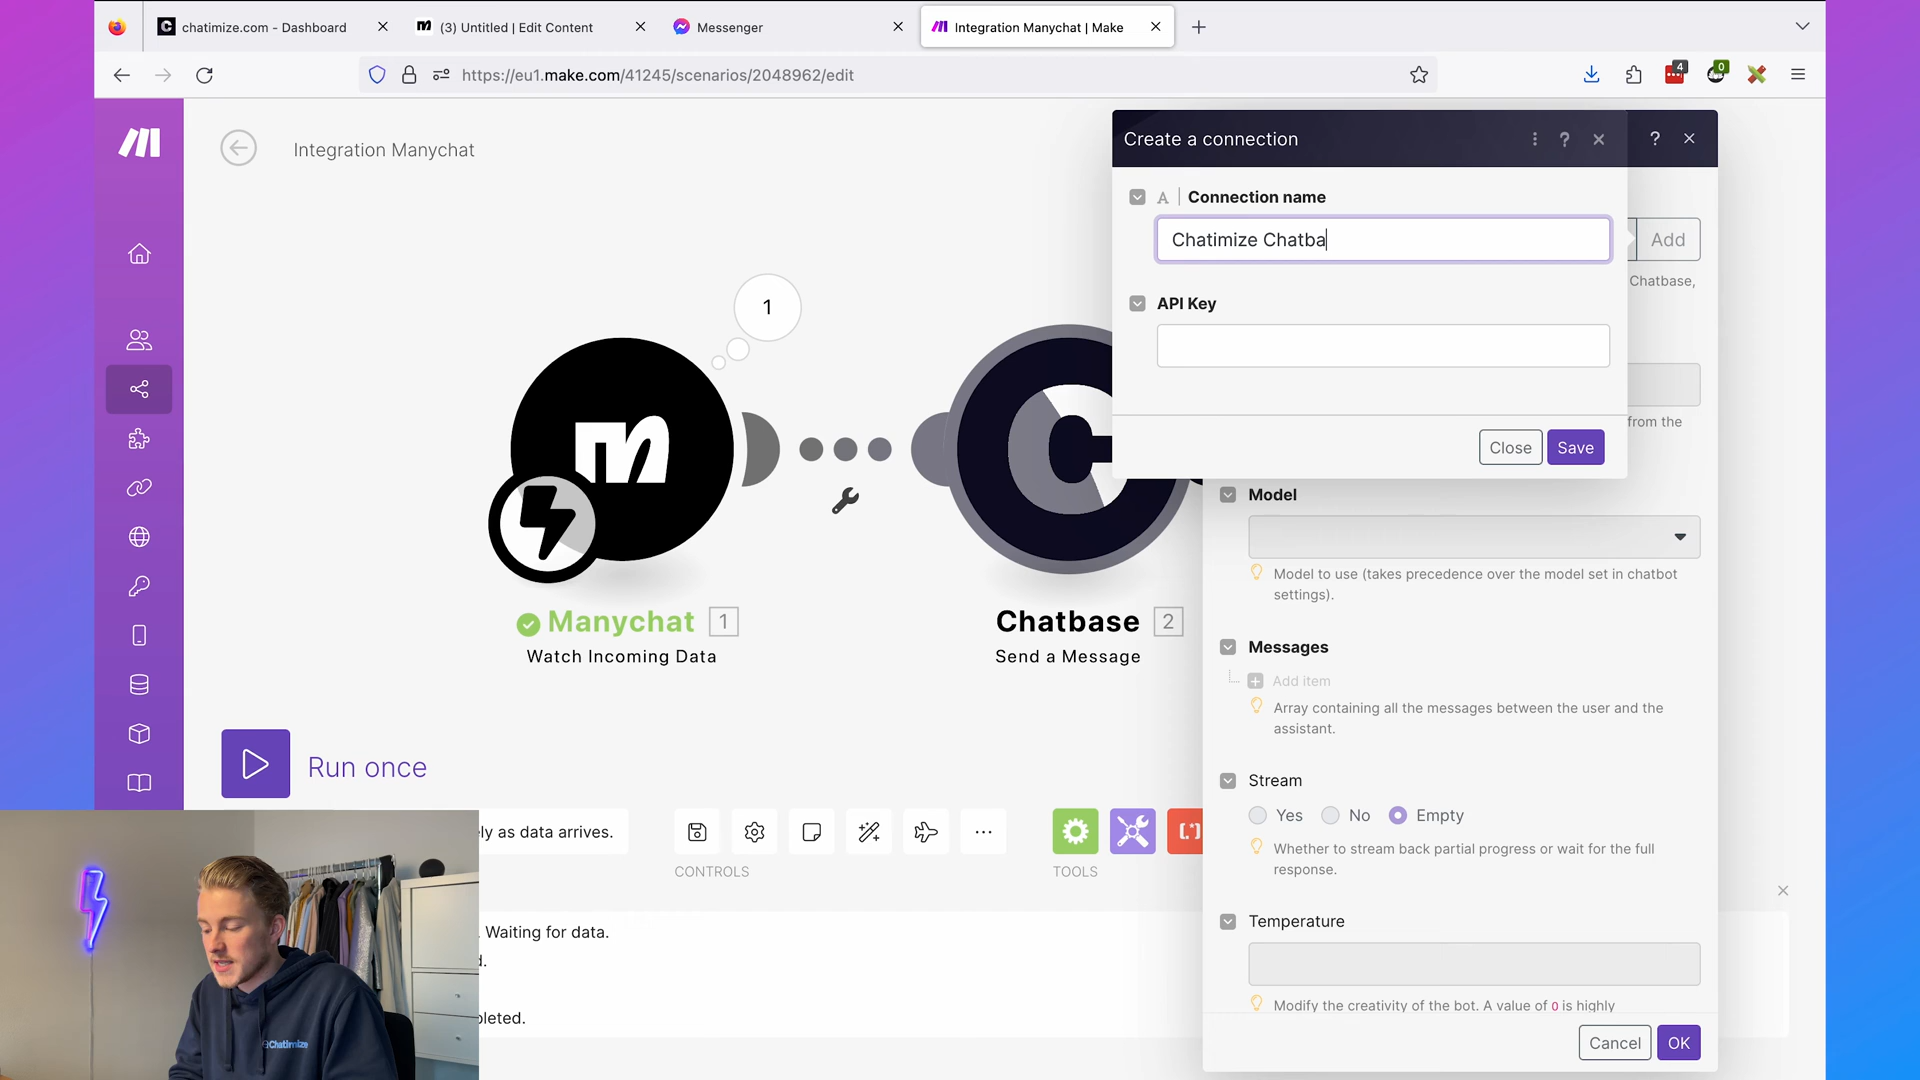 chatimize.com - Dashboard
(3) Untitled | Edit Content
Messenger
Integration Manychat | Make
https://eu1.make.com/41245/scenarios/2048962/edit
4
0
Integration Manychat
Create a connection
Connection name
Chatimize Chatba
Add
Chatbase,
API Key
from the
Close
Save
1
m
C
Manychat 1
Watch Incoming Data
Chatbase 2
Send a Message
Model
Model to use (takes precedence over the model set in chatbot
settings).
Messages
Add item
Array containing all the messages between the user and the
assistant.
Stream
Yes
No
Empty
Whether to stream back partial progress or wait for the full
response.
Temperature
Modify the creativity of the bot. A value of 0 is highly
Cancel
OK
Run once
ly as data arrives.
CONTROLS
TOOLS
. Waiting for data.
d.
pleted.
Chatimize